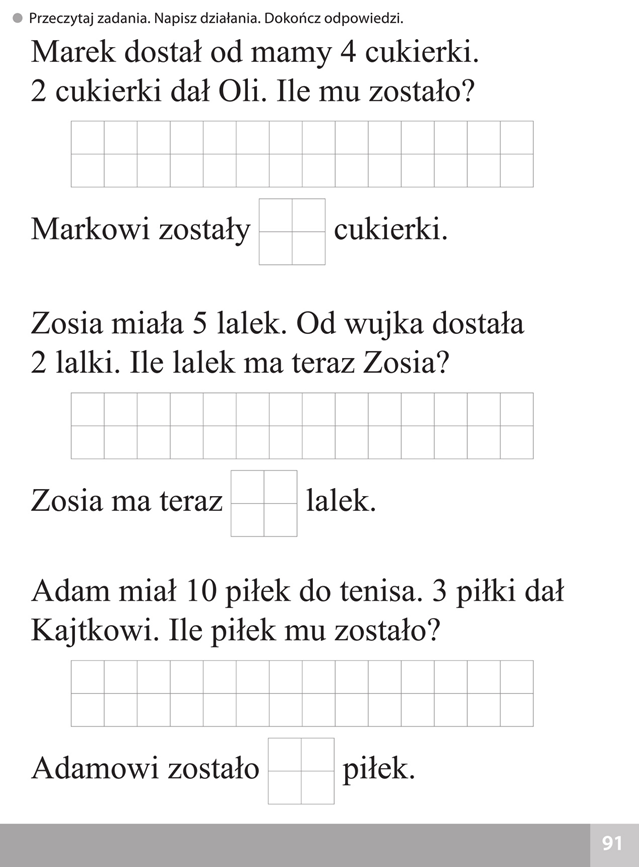 Przeczytaj zadania. Napisz działania. Dokończ odpowiedzi.
Marek dostał od mamy 4 cukierki.
2 cukierki dał Oli. Ile mu zostało?
Markowi zostały cukierki.
Zosia miała 5 lalek. Od wujka dostała
2 lalki. Ile lalek ma teraz Zosia?
Zosia ma teraz lalek.
Adam miał 10 piłek do tenisa. 3 piłki dał
Kajtkowi. Ile piłek mu zostało?
Adamowi zostało piłek.
91